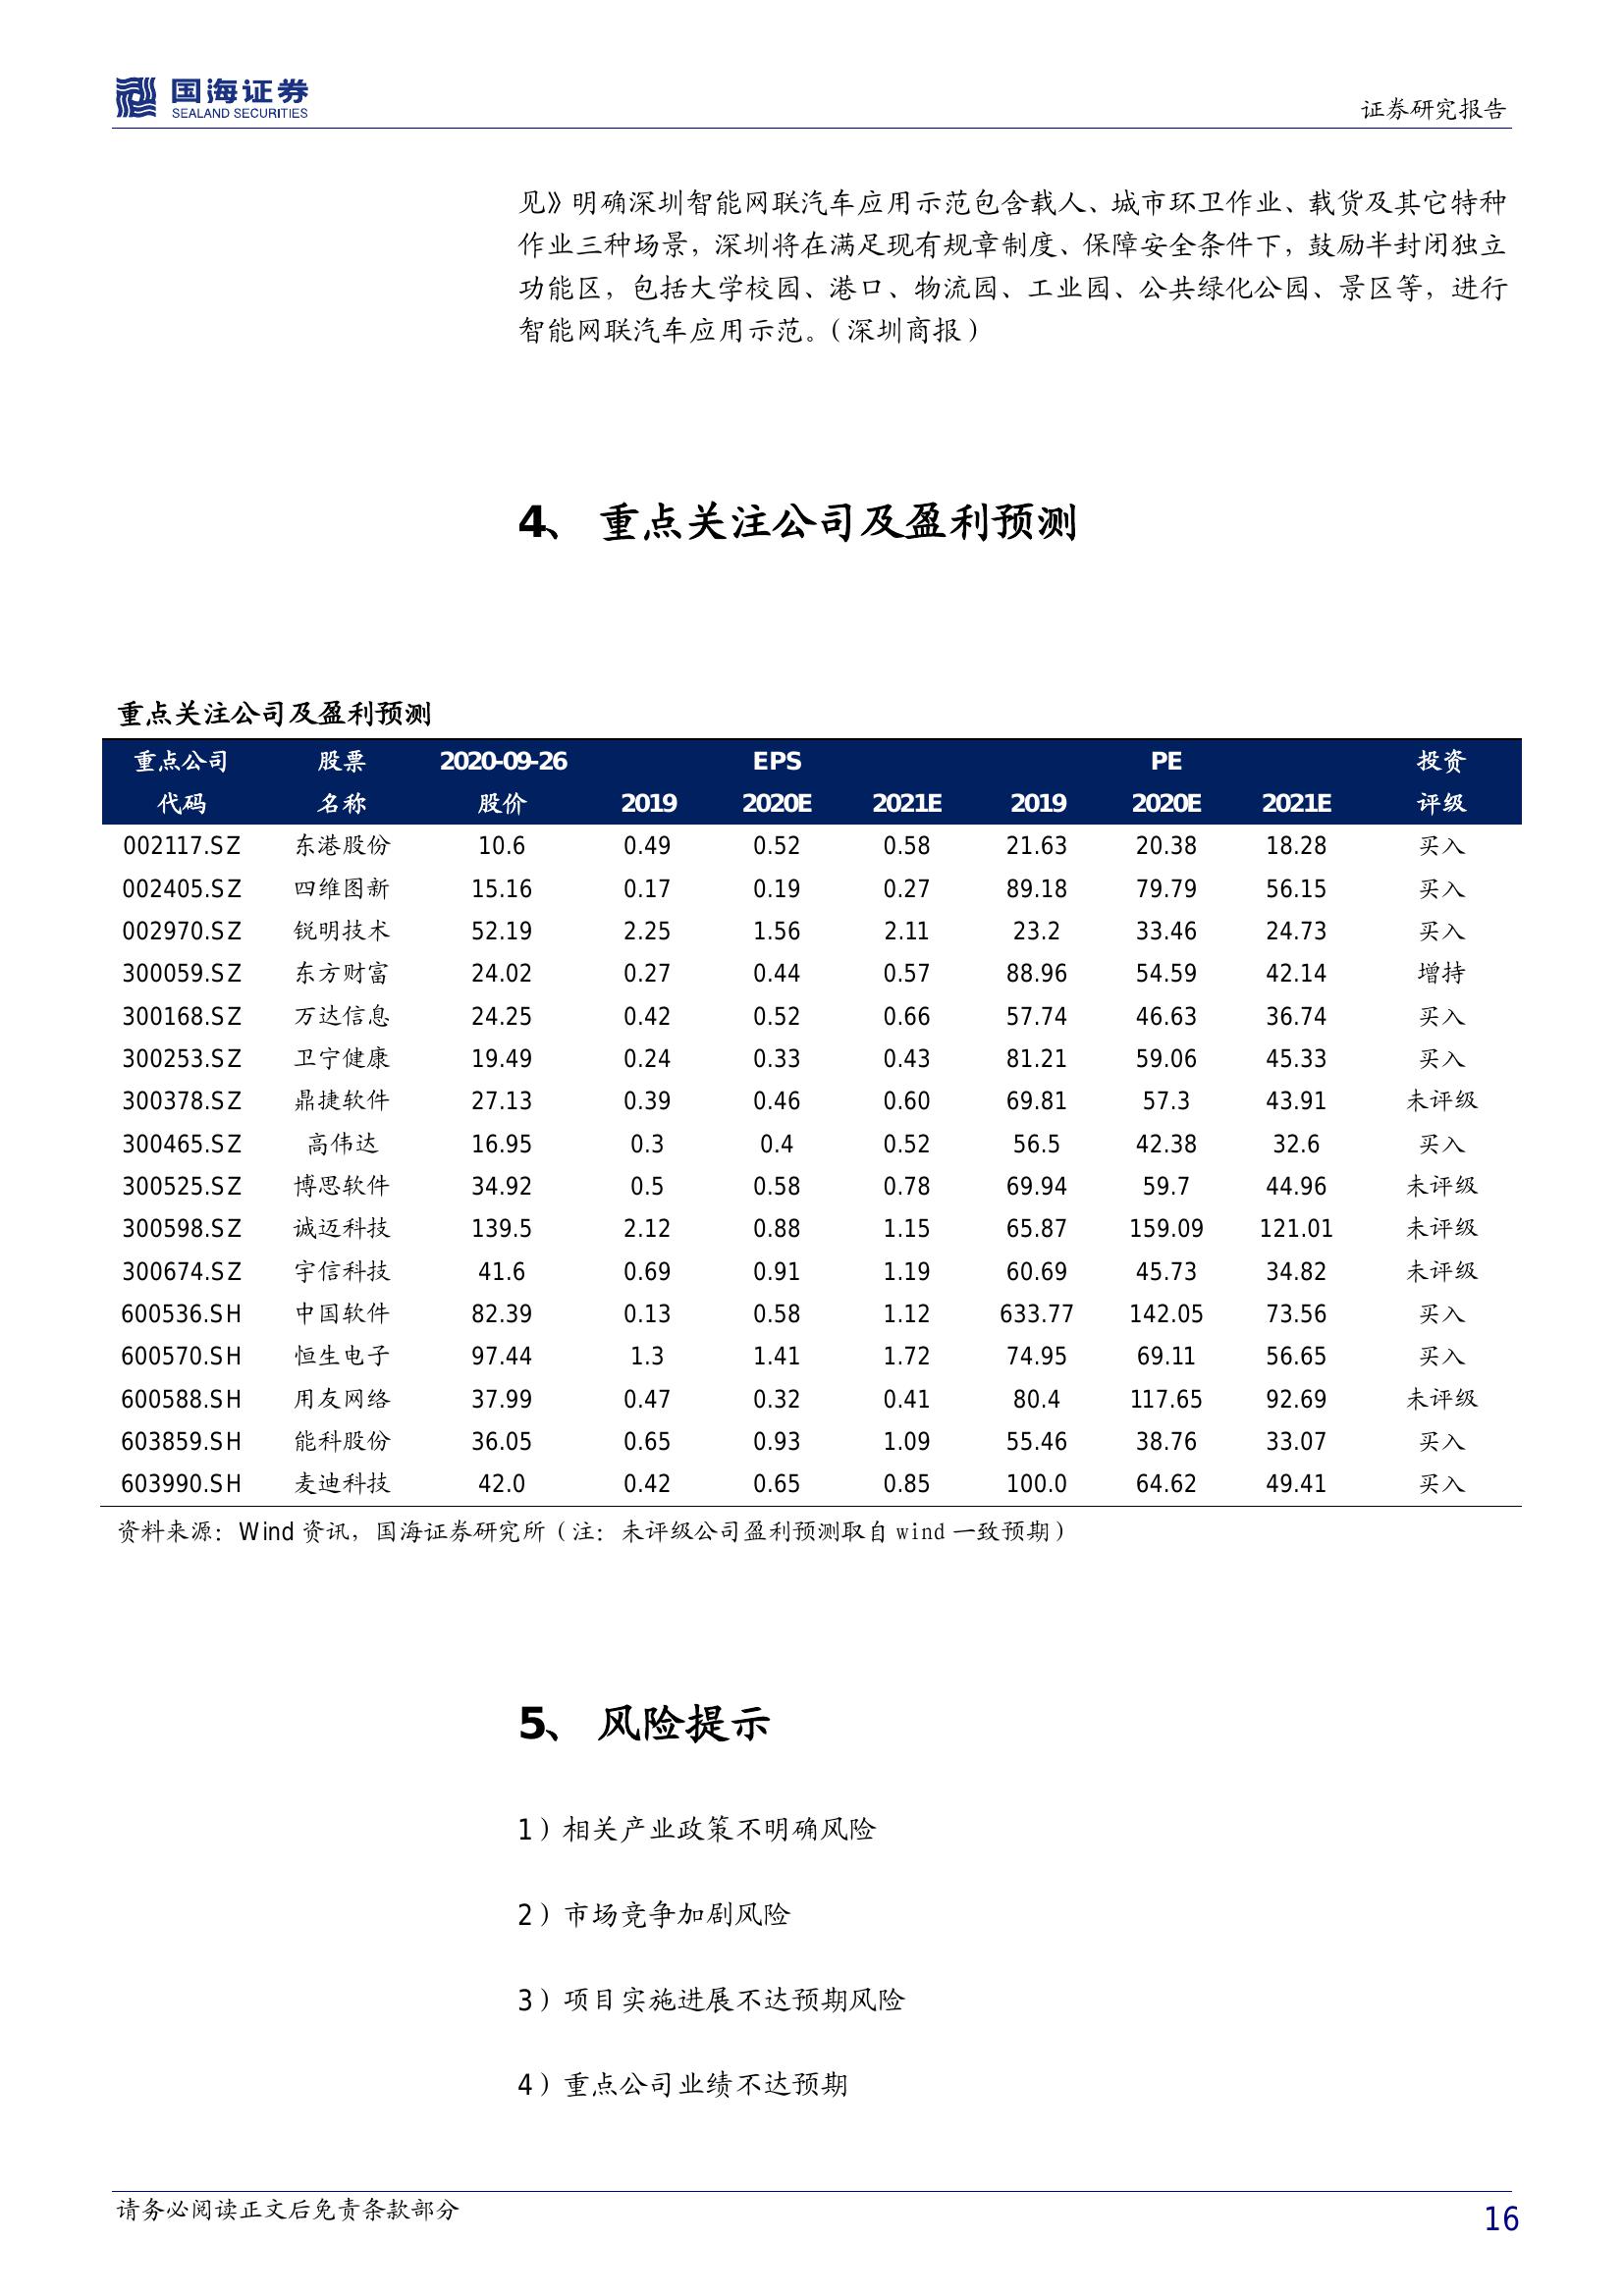 国海证券
SEALAND SECURITIES
证券研究报告
见》明确深圳智能网联汽车应用示范包含载人、城市环卫作业、载货及其它特种
作业三种场景，深圳将在满足现有规章制度、保障安全条件下，鼓励半封闭独立
功能区，包括大学校园、港口、物流园、工业园、公共绿化公园、景区等，进行
智能网联汽车应用示范。（深圳商报）
4、 重点关注公司及盈利预测
重点关注公司及盈利预测
重点公司 股票 2020-09-26 EPS PE 投资
代码 名称 股价 2019 2020E 2021E 2019 2020E 2021E 评级
002117.SZ 东港股份 10.6 0.49 0.52 0.58 21.63 20.38 18.28 买入
002405.SZ 四维图新 15.16 0.17 0.19 0.27 89.18 79.79 56.15 买入
002970.SZ 锐明技术 52.19 2.25 1.56 2.11 23.2 33.46 24.73 买入
300059.SZ 东方财富 24.02 0.27 0.44 0.57 88.96 54.59 42.14 增持
300168.SZ 万达信息 24.25 0.42 0.52 0.66 57.74 46.63 36.74 买入
300253.SZ 卫宁健康 19.49 0.24 0.33 0.43 81.21 59.06 45.33 买入
300378.SZ 鼎捷软件 27.13 0.39 0.46 0.60 69.81 57.3 43.91 未评级
300465.SZ 高伟达 16.95 0.3 0.4 0.52 56.5 42.38 32.6 买入
300525.SZ 博思软件 34.92 0.5 0.58 0.78 69.94 59.7 44.96 未评级
300598.SZ 诚迈科技 139.5 2.12 0.88 1.15 65.87 159.09 121.01 未评级
300674.SZ 宇信科技 41.6 0.69 0.91 1.19 60.69 45.73 34.82 未评级
600536.SH 中国软件 82.39 0.13 0.58 1.12 633.77 142.05 73.56 买入
600570.SH 恒生电子 97.44 1.3 1.41 1.72 74.95 69.11 56.65 买入
600588.SH 用友网络 37.99 0.47 0.32 0.41 80.4 117.65 92.69 未评级
603859.SH 能科股份 36.05 0.65 0.93 1.09 55.46 38.76 33.07 买入
603990.SH 麦迪科技 42.0 0.42 0.65 0.85 100.0 64.62 49.41 买入
资料来源：Wind 资讯，国海证券研究所（注：未评级公司盈利预测取自 wind 一致预期）
5、 风险提示
1）相关产业政策不明确风险
2）市场竞争加剧风险
3）项目实施进展不达预期风险
4）重点公司业绩不达预期
请务必阅读正文后免责条款部分
16